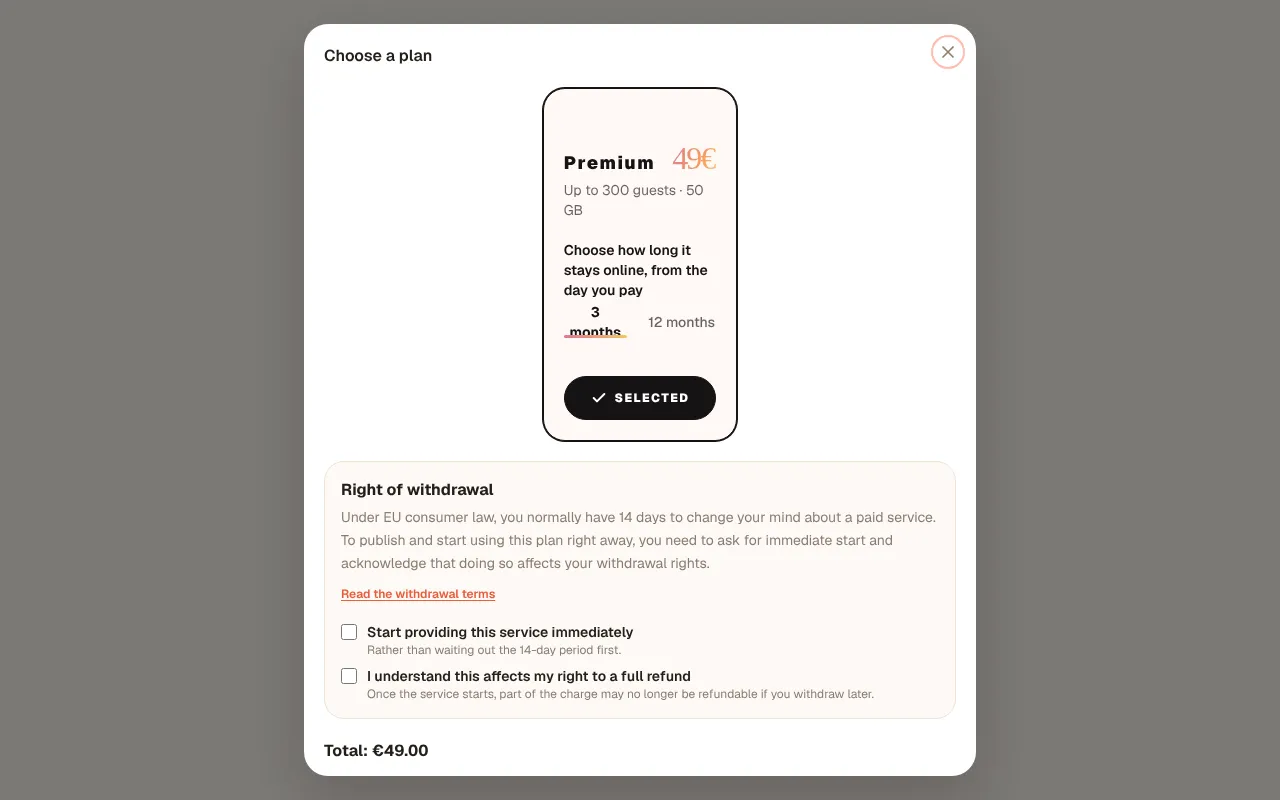 Choose a plan
Premium 49€
Up to 300 guests · 50
GB
Choose how long it
stays online, from the
day you pay
3
months
12 months
SELECTED
Right of withdrawal
Under EU consumer law, you normally have 14 days to change your mind about a paid service.
To publish and start using this plan right away, you need to ask for immediate start and
acknowledge that doing so affects your withdrawal rights.
Read the withdrawal terms
Start providing this service immediately
Rather than waiting out the 14-day period first.
I understand this affects my right to a full refund
Once the service starts, part of the charge may no longer be refundable if you withdraw later.
Total: €49.00